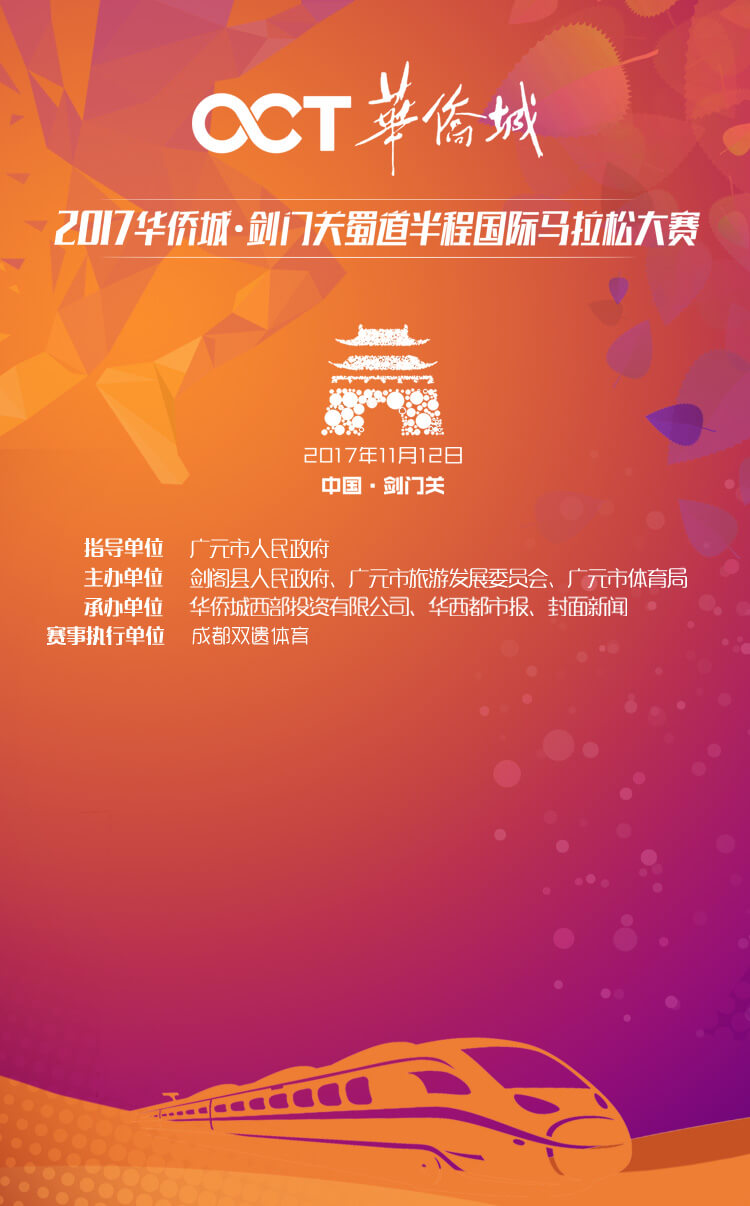 OCT 華僑城
2017华侨城·剑门关蜀道半程国际马拉松大赛
2017年11月12日
中国·剑门关
指导单位 广元市人民政府
主办单位 剑阁县人民政府、广元市旅游发展委员会、广元市体育局
承办单位 华侨城西部投资有限公司、华西都市报、封面新闻
赛事执行单位 成都双遗体育